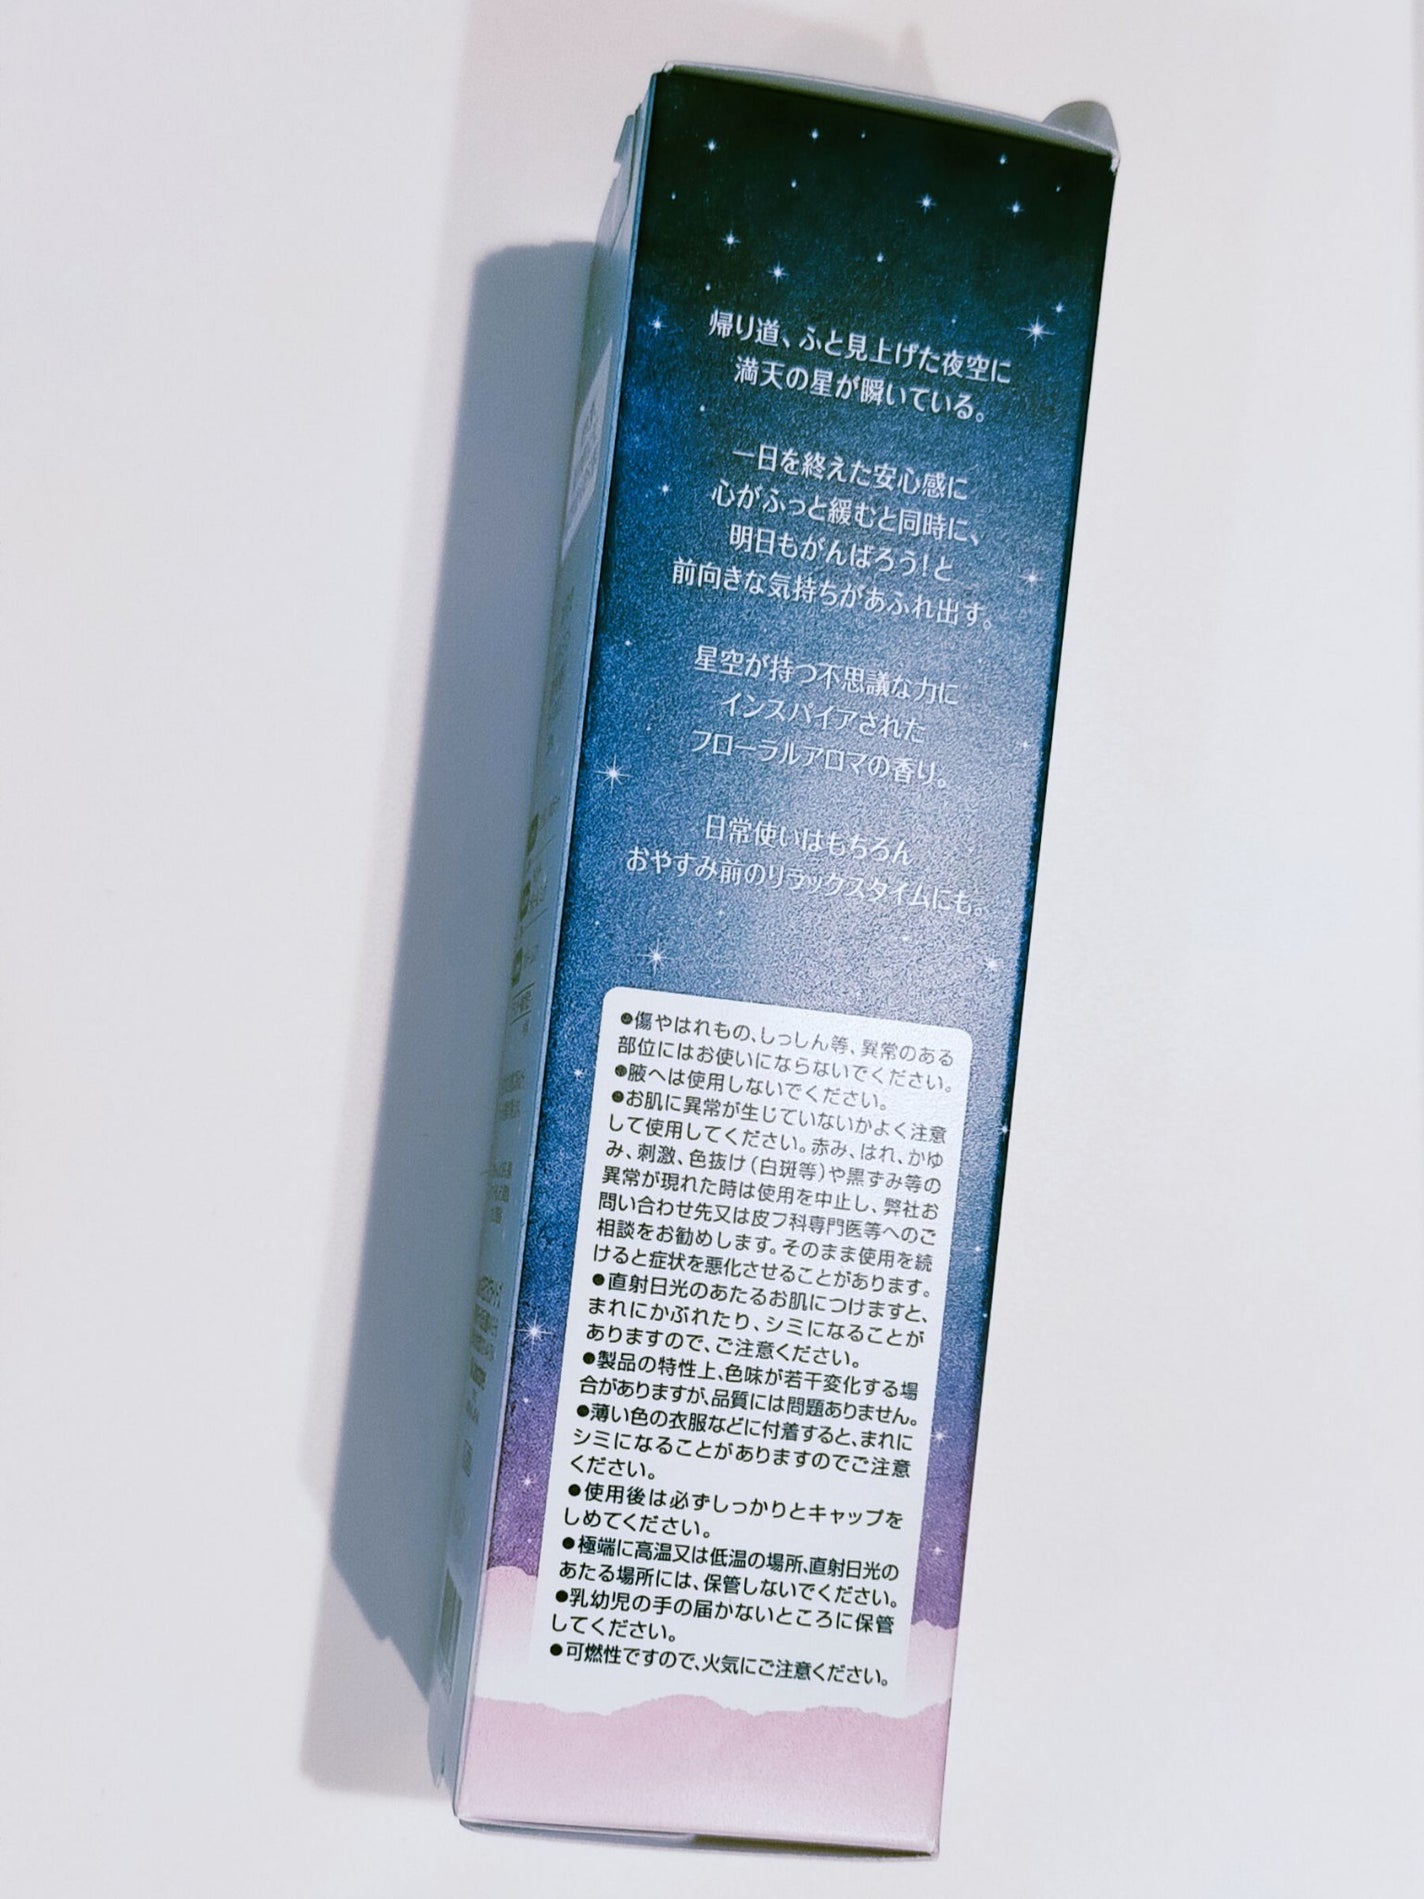 帰り道、ふと見上げた夜空に
満天の星が瞬いている。
一日を終えた安心感に
心がふっと緩むと同時に、
明日もがんばろう!と
前向きな気持ちがあふれ出す。
星空が持つ不思議な力に
インスパイアされた
フローラルアロマの香り。
日常使いはもちろん
おやすみ前のリラックスタイムにも。
●傷やはれもの、しっしん等、異常のある
部位にはお使いにならないでください。
●腋へは使用しないでください。
●お肌に異常が生じていないかよく注意
して使用してください。赤み、はれ、かゆ
み、刺激、色抜け(白斑等)や黒ずみ等の
異常が現れた時は使用を中止し、弊社お
問い合わせ先又は皮フ科専門医等へのご
相談をお勧めします。そのまま使用を続
けると症状を悪化させることがあります。
●直射日光のあたるお肌につけますと、
まれにかぶれたり、シミになることが
ありますので、ご注意ください。
●製品の特性上、色味が若干変化する場
合がありますが、品質には問題ありません。
●薄い色の衣服などに付着すると、まれに
シミになることがありますのでご注意
ください。
●使用後は必ずしっかりとキャップを
しめてください。
●極端に高温又は低温の場所、直射日光の
あたる場所には、保管しないでください。
●乳幼児の手の届かないところに保管
してください。
●可燃性ですので、火気にご注意ください。